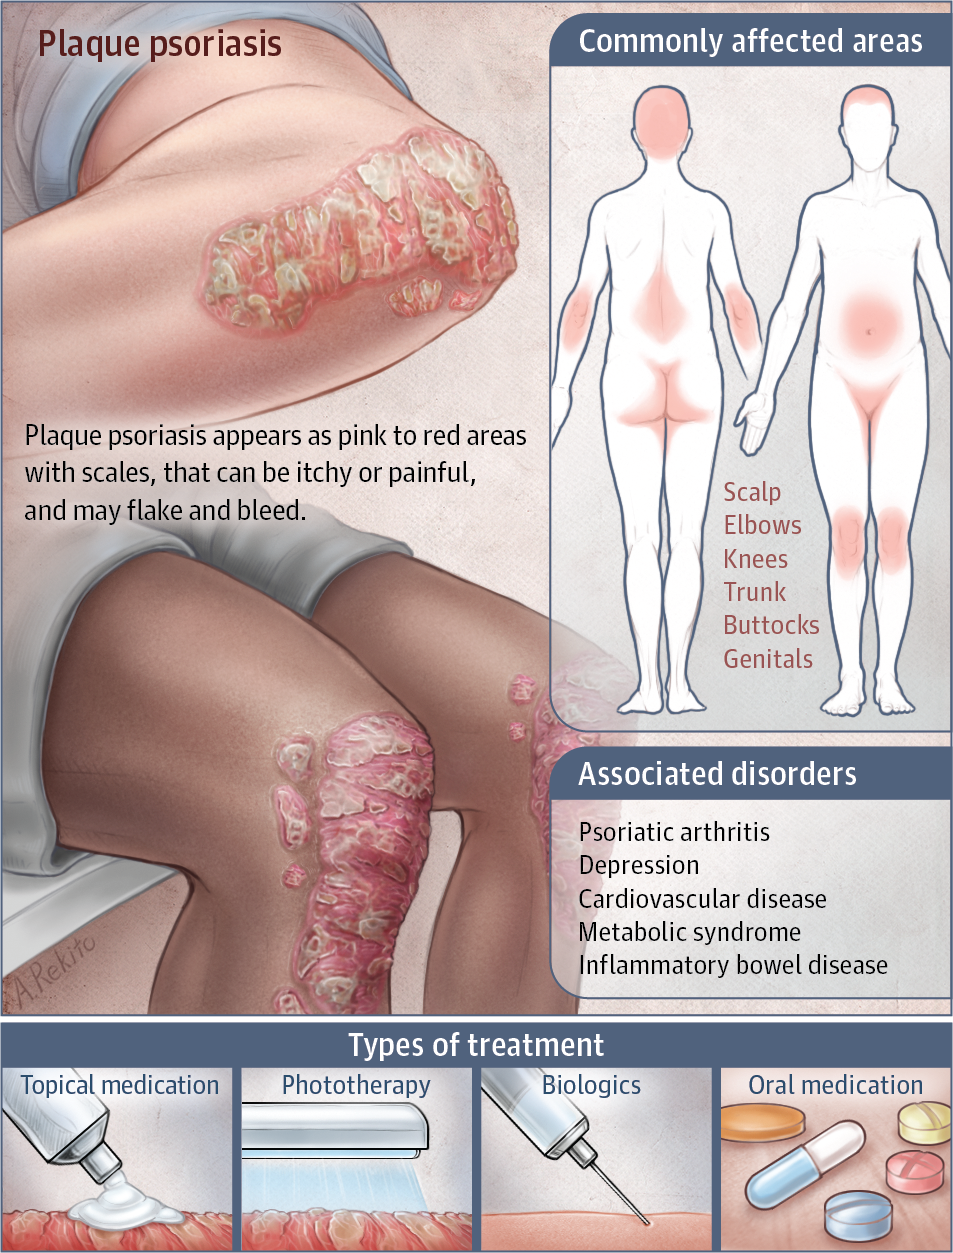 Plaque psoriasis
Plaque psoriasis appears as pink to red areas
with scales, that can be itchy or painful,
and may flake and bleed.
Commonly affected areas
Scalp
Elbows
Knees
Trunk
Buttocks
Genitals
Associated disorders
Psoriatic arthritis
Depression
Cardiovascular disease
Metabolic syndrome
Inflammatory bowel disease
A. Rekito
Types of treatment
Topical medication
Phototherapy
Biologics
Oral medication